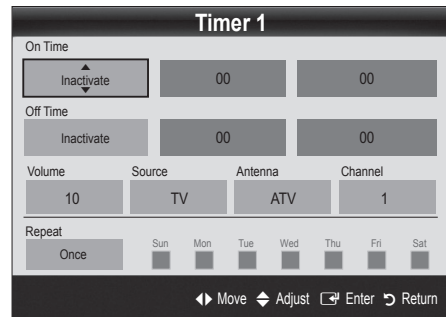 Timer 1
On Time
Inactivate 00 00
Off Time
Inactivate 00 00
Volume Source Antenna Channel
10 TV ATV 1
Repeat
Once Sun Mon Tue Wed Thu Fri Sat
Move Adjust Enter Return